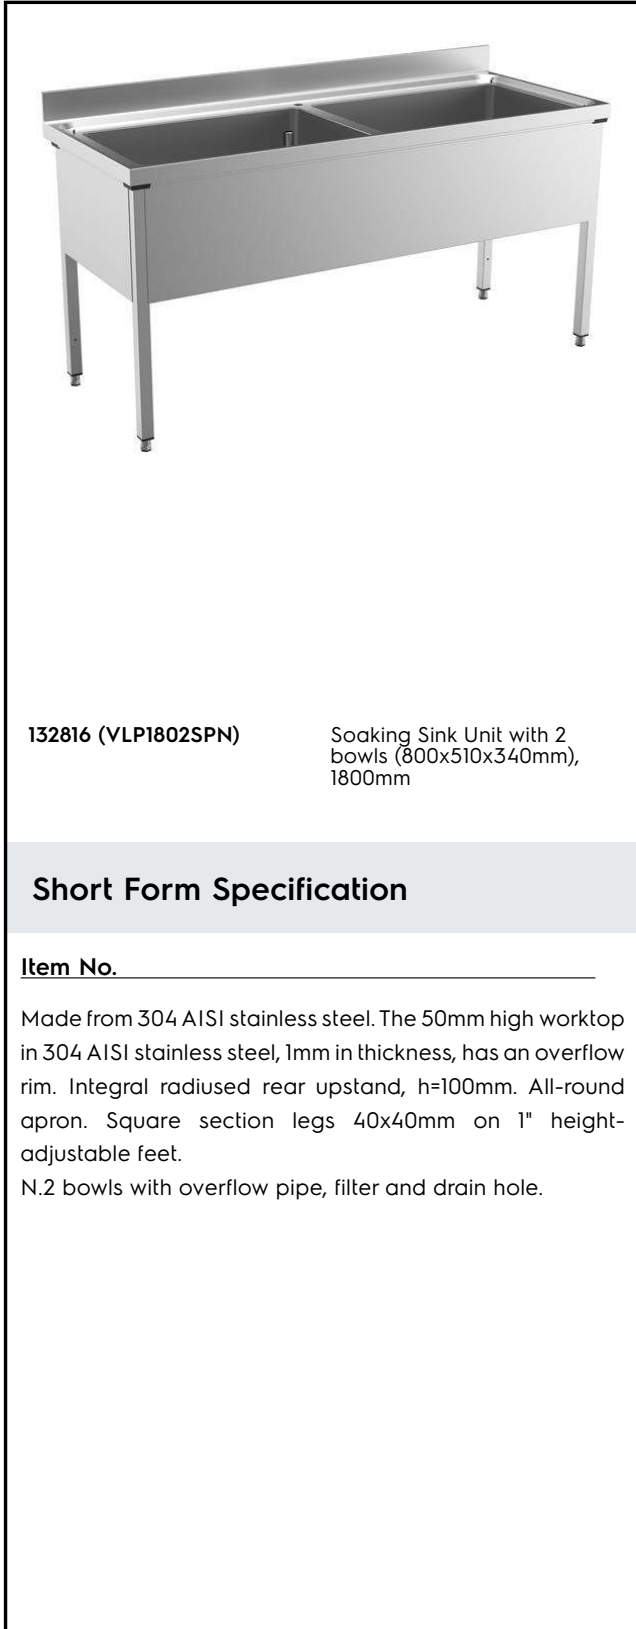 132816 (VLP1802SPN)
Soaking Sink Unit with 2
bowls (800x510x340mm),
1800mm
Short Form Specification
Item No.
Made from 304 AISI stainless steel. The 50mm high worktop
in 304 AISI stainless steel, 1mm in thickness, has an overflow
rim. Integral radiused rear upstand, h=100mm. All-round
apron. Square section legs 40x40mm on 1" height-
adjustable feet.
N.2 bowls with overflow pipe, filter and drain hole.